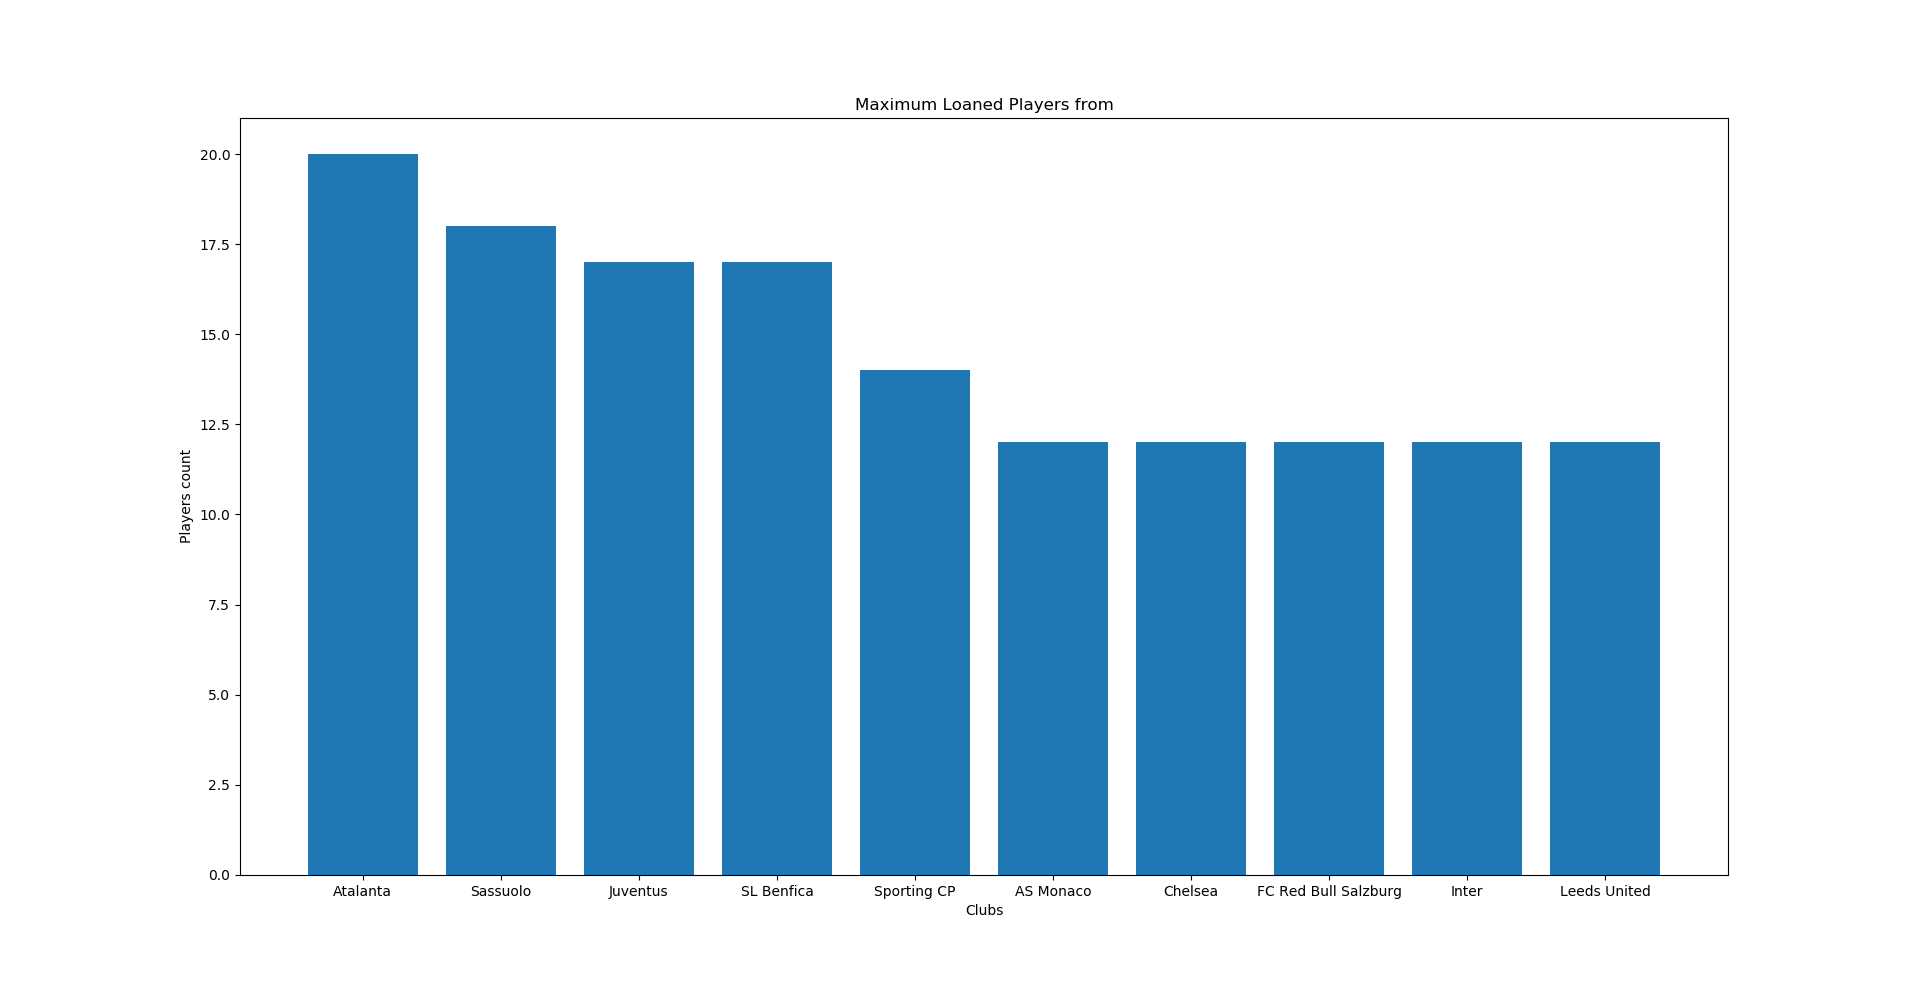 Maximum Loaned Players from
Players count
20.0
17.5
15.0
12.5
10.0
7.5
5.0
2.5
0.0
Atalanta Sassuolo Juventus SL Benfica Sporting CP AS Monaco Chelsea FC Red Bull Salzburg Inter Leeds United
Clubs